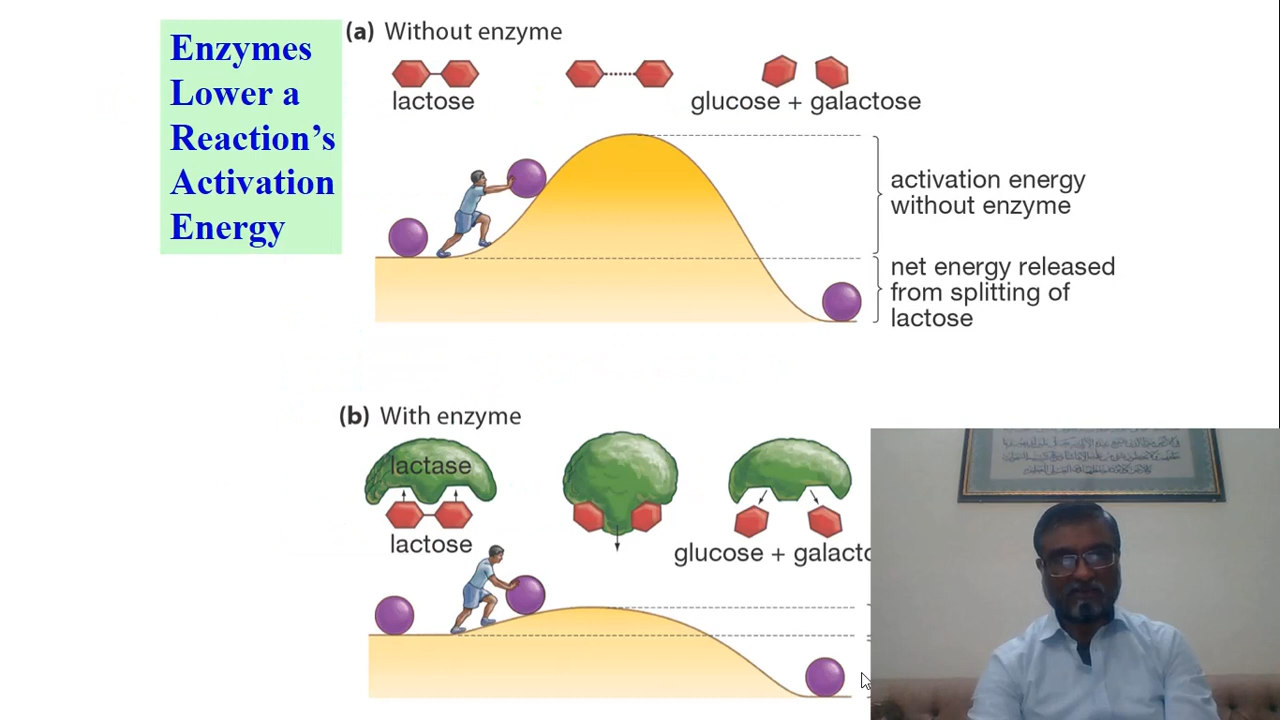 Enzymes
Lower a
Reaction’s
Activation
Energy
(a) Without enzyme
lactose
glucose + galactose
activation energy
without enzyme
net energy released
from splitting of
lactose
(b) With enzyme
lactase
lactose
glucose +